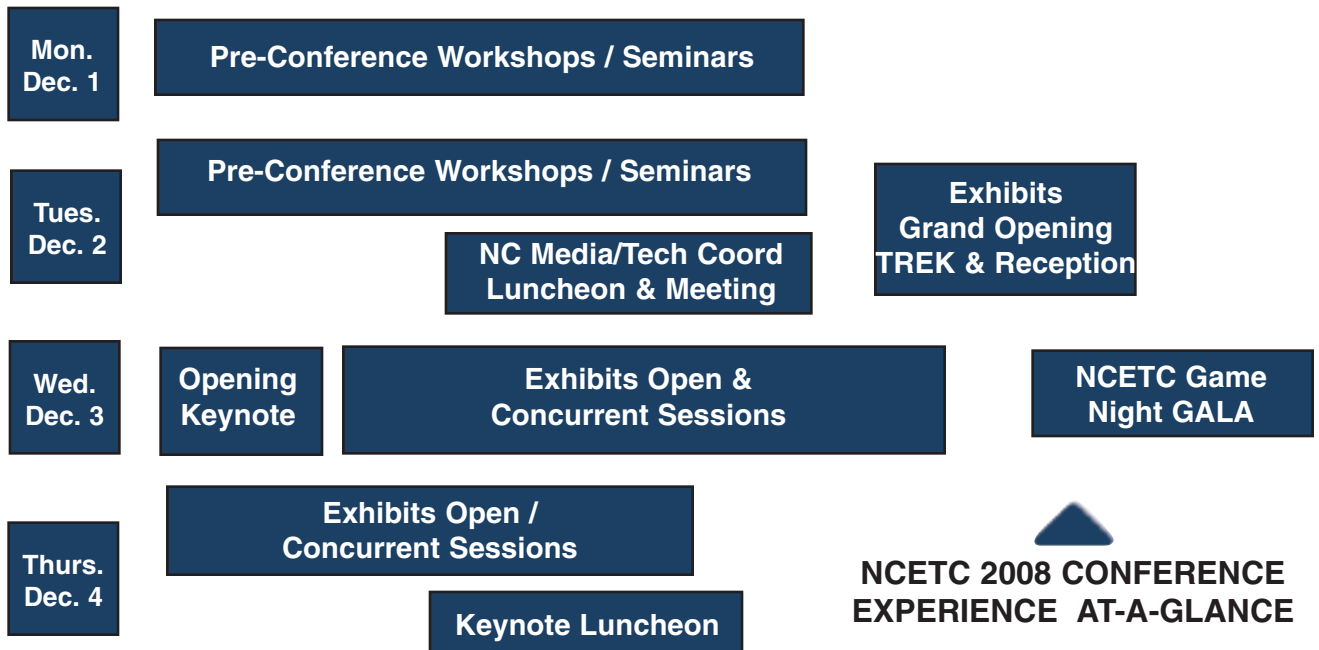 Mon.
Dec. 1
Pre-Conference Workshops / Seminars
Tues.
Dec. 2
Pre-Conference Workshops / Seminars
NC Media/Tech Coord
Luncheon & Meeting
Exhibits
Grand Opening
TREK & Reception
Wed.
Dec. 3
Opening
Keynote
Exhibits Open &
Concurrent Sessions
NCETC Game
Night GALA
Thurs.
Dec. 4
Exhibits Open /
Concurrent Sessions
Keynote Luncheon
NCETC 2008 CONFERENCE
EXPERIENCE AT-A-GLANCE